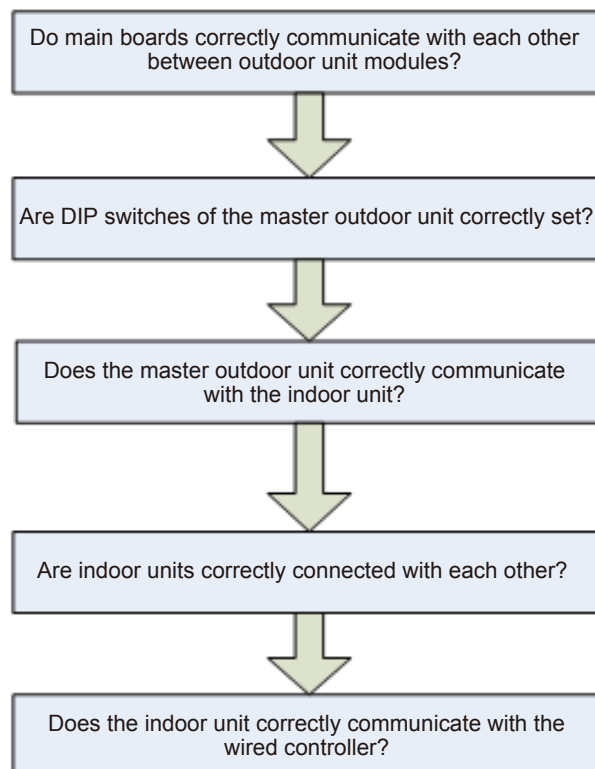 Do main boards correctly communicate with each other
between outdoor unit modules?
Are DIP switches of the master outdoor unit correctly set?
Does the master outdoor unit correctly communicate
with the indoor unit?
Are indoor units correctly connected with each other?
Does the indoor unit correctly communicate with the
wired controller?